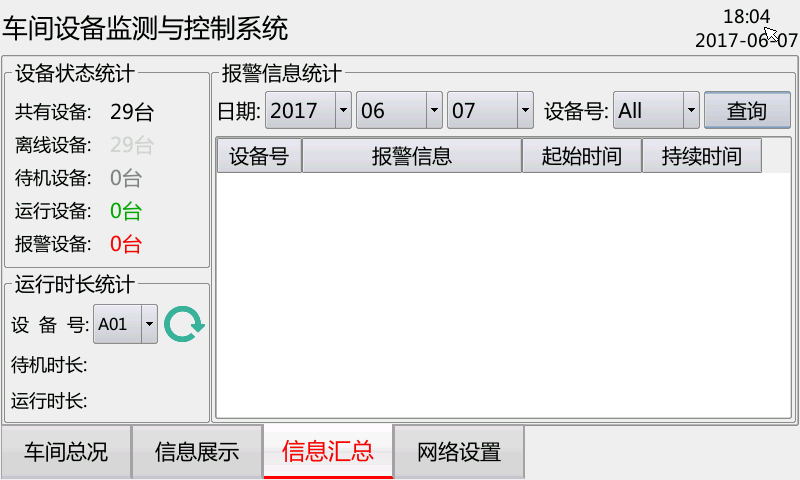 车间设备监测与控制系统
18:04
2017-06-07
设备状态统计
共有设备: 29台
离线设备: 29台
待机设备: 0台
运行设备: 0台
报警设备: 0台
运行时长统计
设 备 号: A01
待机时长:
运行时长:
报警信息统计
日期: 2017 06 07 设备号: All 查询
设备号 报警信息 起始时间 持续时间
车间总况 信息展示 信息汇总 网络设置